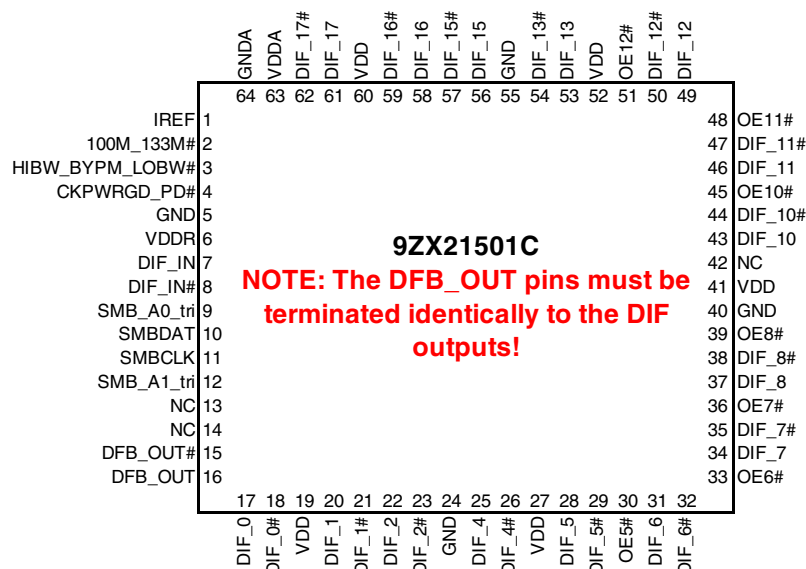 GNDA VDDA DIF_17# DIF_17 VDD DIF_16# DIF_16 DIF_15# DIF_15 GND DIF_13# DIF_13 VDD OE12# DIF_12# DIF_12
64 63 62 61 60 59 58 57 56 55 54 53 52 51 50 49
IREF 1 48 OE11#
100M_133M# 2 47 DIF_11#
HIBW_BYPM_LOBW# 3 46 DIF_11
CKPWRGD_PD# 4 45 OE10#
GND 5 44 DIF_10#
VDDR 6 43 DIF_10
DIF_IN 7 42 NC
DIF_IN# 8 41 VDD
SMB_A0_tri 9 40 GND
SMBDAT 10 39 OE8#
SMBCLK 11 38 DIF_8#
SMB_A1_tri 12 37 DIF_8
NC 13 36 OE7#
NC 14 35 DIF_7#
DFB_OUT# 15 34 DIF_7
DFB_OUT 16 33 OE6#
9ZX21501C
NOTE: The DFB_OUT pins must be
terminated identically to the DIF
outputs!
17 18 19 20 21 22 23 24 25 26 27 28 29 30 31 32
DIF_0 DIF_0# VDD DIF_1 DIF_1# DIF_2 DIF_2# GND DIF_4 DIF_4# VDD DIF_5 DIF_5# OE5# DIF_6 DIF_6#